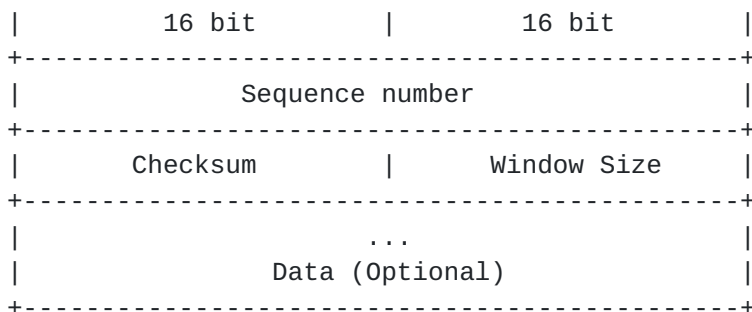 |         16 bit         |        16 bit        |
+-----------------------------------------------+
|                Sequence number                |
+-----------------------------------------------+
|       Checksum         |      Window Size     |
+-----------------------------------------------+
|                      ...                      |
|                Data (Optional)                |
+-----------------------------------------------+